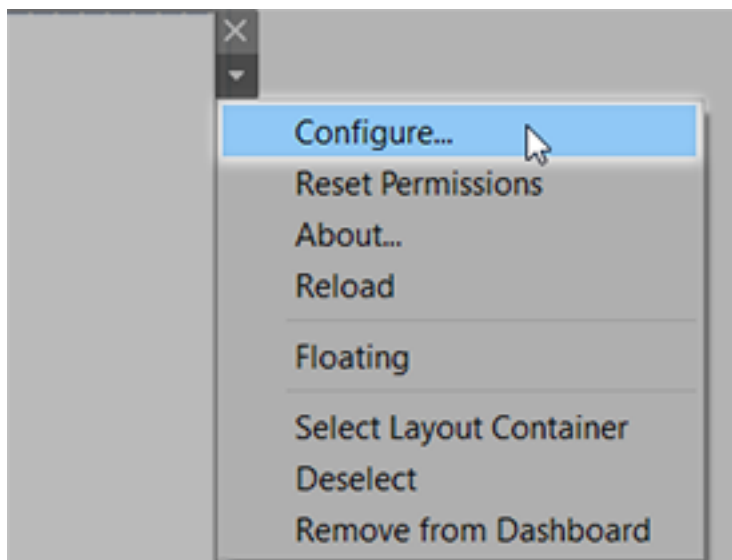 Configure...
Reset Permissions
About...
Reload
Floating
Select Layout Container
Deselect
Remove from Dashboard